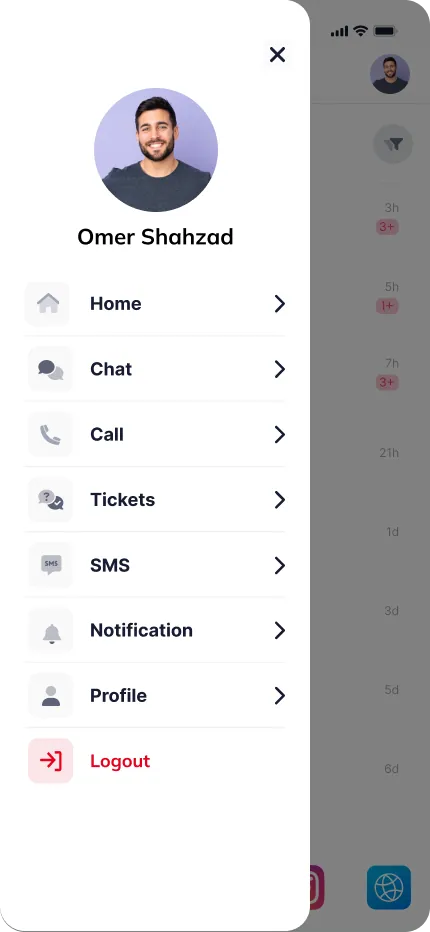 Omer Shahzad
3h
3+
Home
5h
1+
Chat
7h
3+
Call
21h
Tickets
?
1d
SMS
SMS
Notification
3d
Profile
5d
Logout
6d